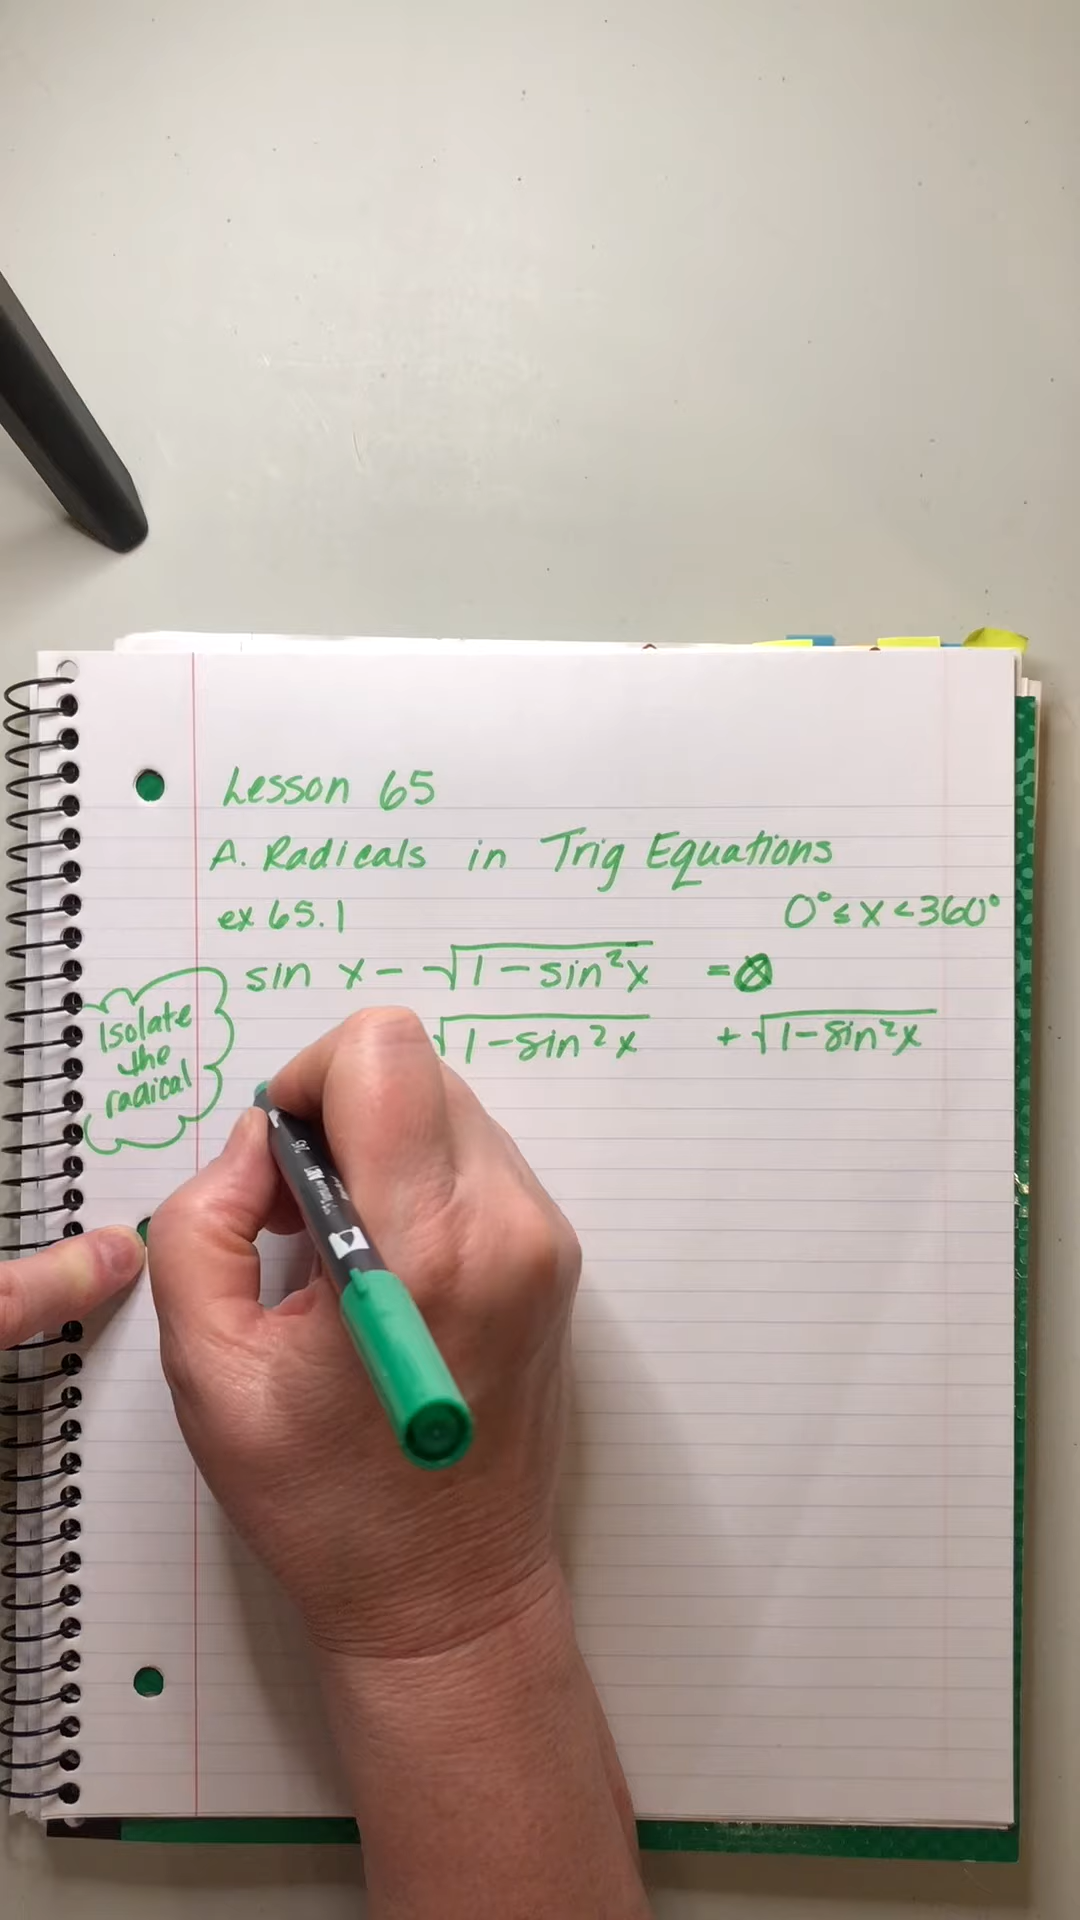 Lesson 65
A. Radicals in Trig Equations
ex 65.1 0° ≤ x < 360°
sin x - √(1 - sin²x) = 0
√(1 - sin²x) + √(1 - sin²x)
Isolate
the
radical